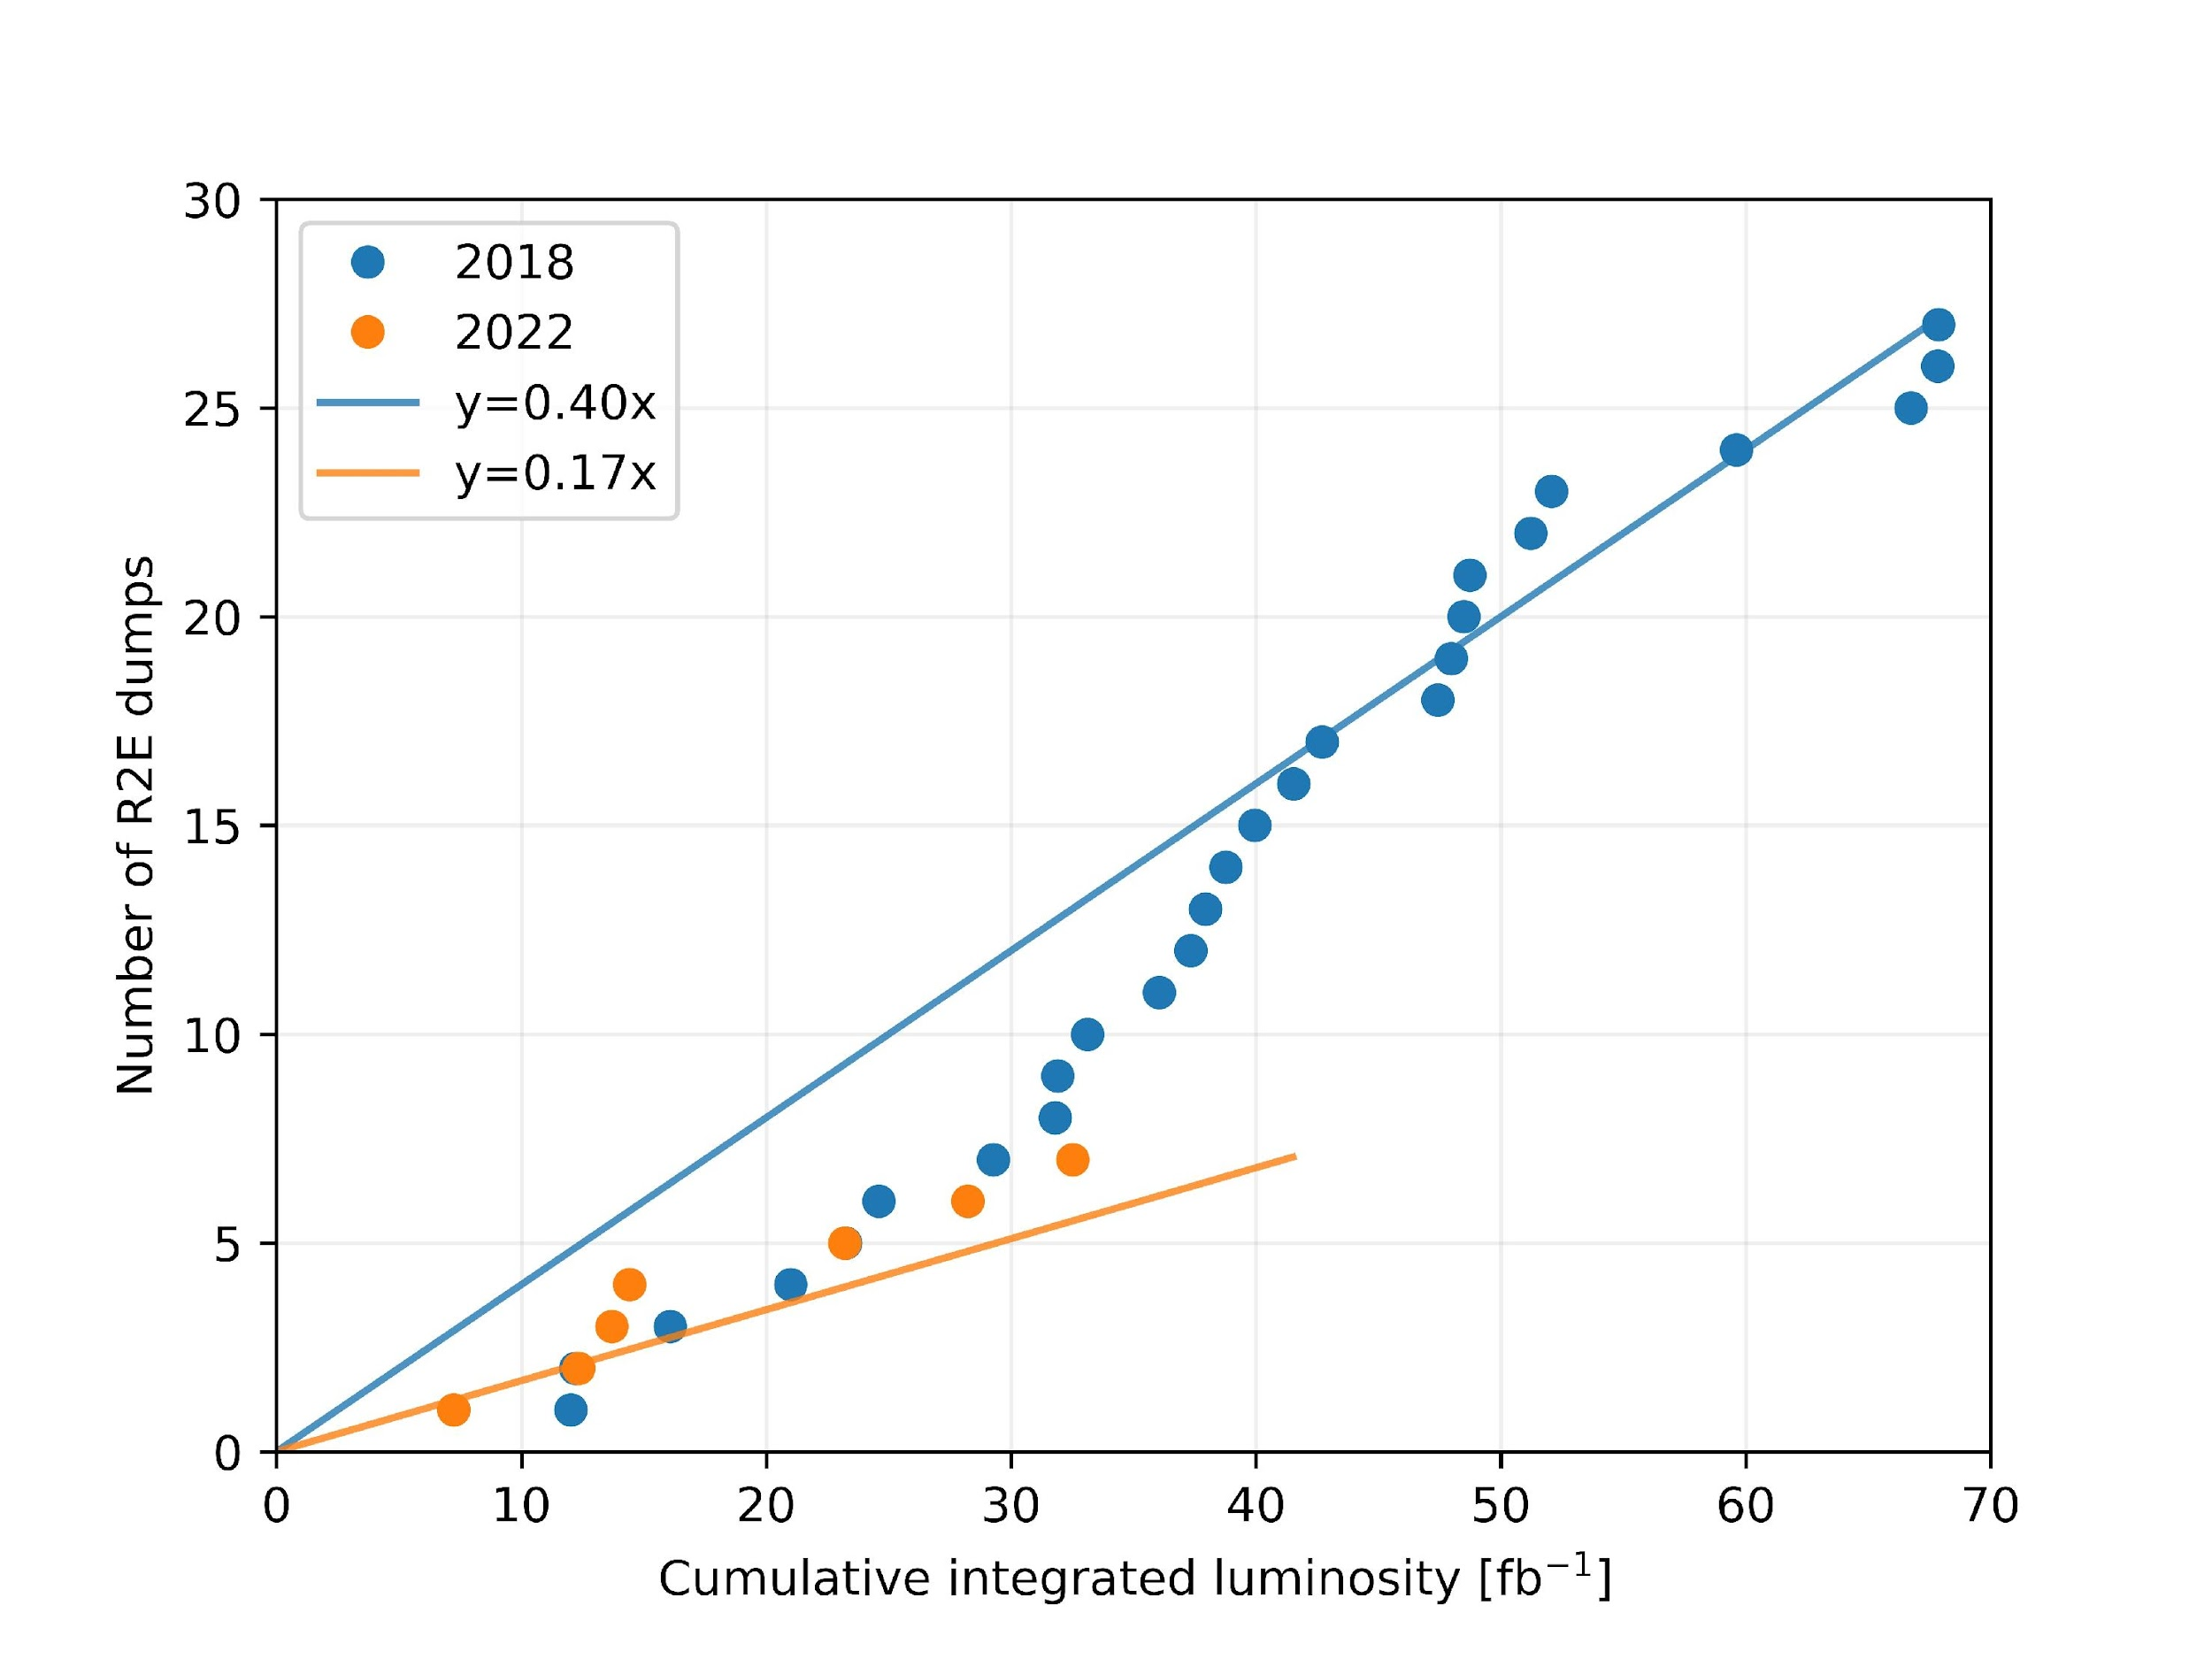 30
25
20
15
10
5
0
Number of R2E dumps
2018
2022
y=0.40x
y=0.17x
0 10 20 30 40 50 60 70
Cumulative integrated luminosity [fb⁻¹]